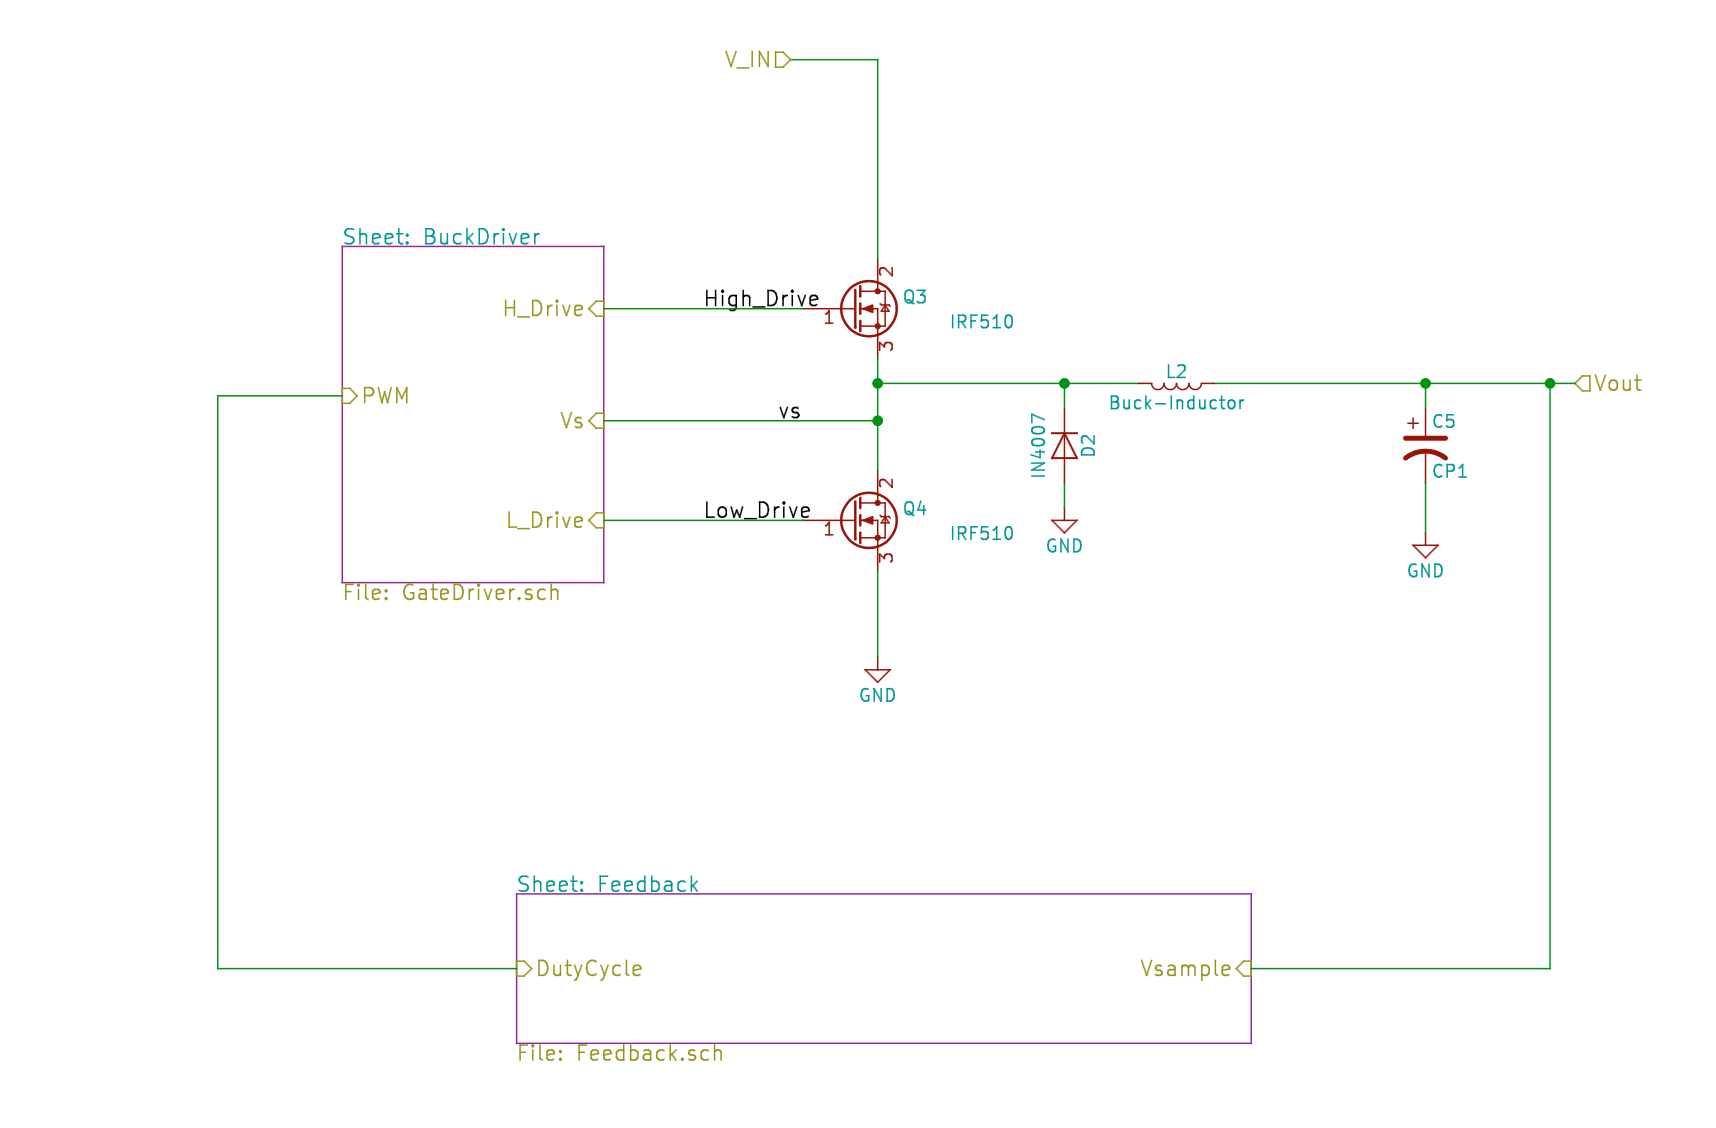 V_IN
Sheet: BuckDriver
H_Drive
High_Drive
1
2
3
Q3
IRF510
PWM
Vs
vs
L2
Buck-Inductor
Vout
IN4007
D2
GND
+
C5
CP1
GND
L_Drive
Low_Drive
1
2
3
Q4
IRF510
File: GateDriver.sch
GND
Sheet: Feedback
DutyCycle
Vsample
File: Feedback.sch